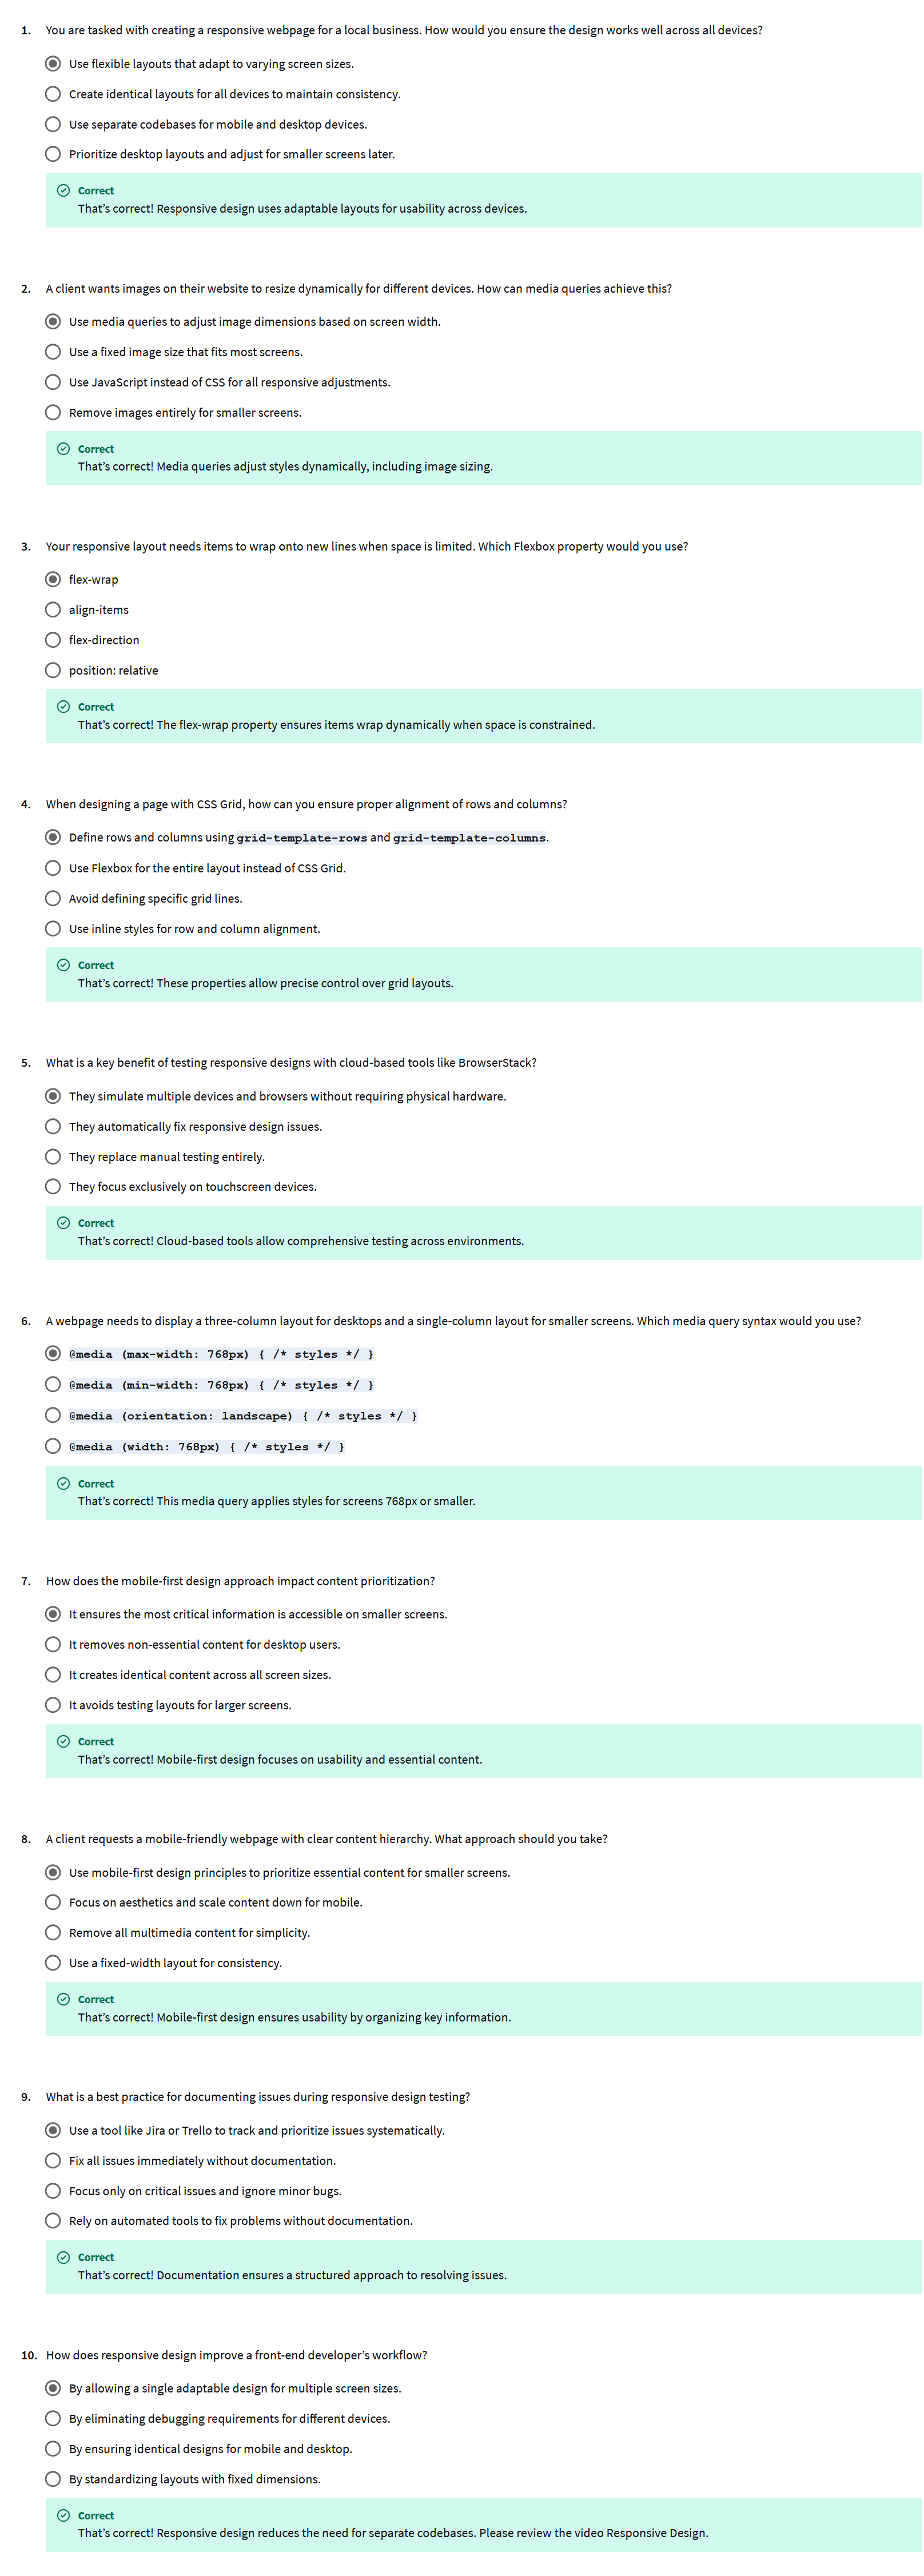 1. You are tasked with creating a responsive webpage for a local business. How would you ensure the design works well across all devices?
Use flexible layouts that adapt to varying screen sizes.
Create identical layouts for all devices to maintain consistency.
Use separate codebases for mobile and desktop devices.
Prioritize desktop layouts and adjust for smaller screens later.
Correct
That's correct! Responsive design uses adaptable layouts for usability across devices.
2. A client wants images on their website to resize dynamically for different devices. How can media queries achieve this?
Use media queries to adjust image dimensions based on screen width.
Use a fixed image size that fits most screens.
Use JavaScript instead of CSS for all responsive adjustments.
Remove images entirely for smaller screens.
Correct
That's correct! Media queries adjust styles dynamically, including image sizing.
3. Your responsive layout needs items to wrap onto new lines when space is limited. Which Flexbox property would you use?
flex-wrap
align-items
flex-direction
position: relative
Correct
That's correct! The flex-wrap property ensures items wrap dynamically when space is constrained.
4. When designing a page with CSS Grid, how can you ensure proper alignment of rows and columns?
Define rows and columns using grid-template-rows and grid-template-columns.
Use Flexbox for the entire layout instead of CSS Grid.
Avoid defining specific grid lines.
Use inline styles for row and column alignment.
Correct
That's correct! These properties allow precise control over grid layouts.
5. What is a key benefit of testing responsive designs with cloud-based tools like BrowserStack?
They simulate multiple devices and browsers without requiring physical hardware.
They automatically fix responsive design issues.
They replace manual testing entirely.
They focus exclusively on touchscreen devices.
Correct
That's correct! Cloud-based tools allow comprehensive testing across environments.
6. A webpage needs to display a three-column layout for desktops and a single-column layout for smaller screens. Which media query syntax would you use?
@media (max-width: 768px) { /* styles */ }
@media (min-width: 768px) { /* styles */ }
@media (orientation: landscape) { /* styles */ }
@media (width: 768px) { /* styles */ }
Correct
That's correct! This media query applies styles for screens 768px or smaller.
7. How does the mobile-first design approach impact content prioritization?
It ensures the most critical information is accessible on smaller screens.
It removes non-essential content for desktop users.
It creates identical content across all screen sizes.
It avoids testing layouts for larger screens.
Correct
That's correct! Mobile-first design focuses on usability and essential content.
8. A client requests a mobile-friendly webpage with clear content hierarchy. What approach should you take?
Use mobile-first design principles to prioritize essential content for smaller screens.
Focus on aesthetics and scale content down for mobile.
Remove all multimedia content for simplicity.
Use a fixed-width layout for consistency.
Correct
That's correct! Mobile-first design ensures usability by organizing key information.
9. What is a best practice for documenting issues during responsive design testing?
Use a tool like Jira or Trello to track and prioritize issues systematically.
Fix all issues immediately without documentation.
Focus only on critical issues and ignore minor bugs.
Rely on automated tools to fix problems without documentation.
Correct
That's correct! Documentation ensures a structured approach to resolving issues.
10. How does responsive design improve a front-end developer's workflow?
By allowing a single adaptable design for multiple screen sizes.
By eliminating debugging requirements for different devices.
By ensuring identical designs for mobile and desktop.
By standardizing layouts with fixed dimensions.
Correct
That's correct! Responsive design reduces the need for separate codebases. Please review the video Responsive Design.